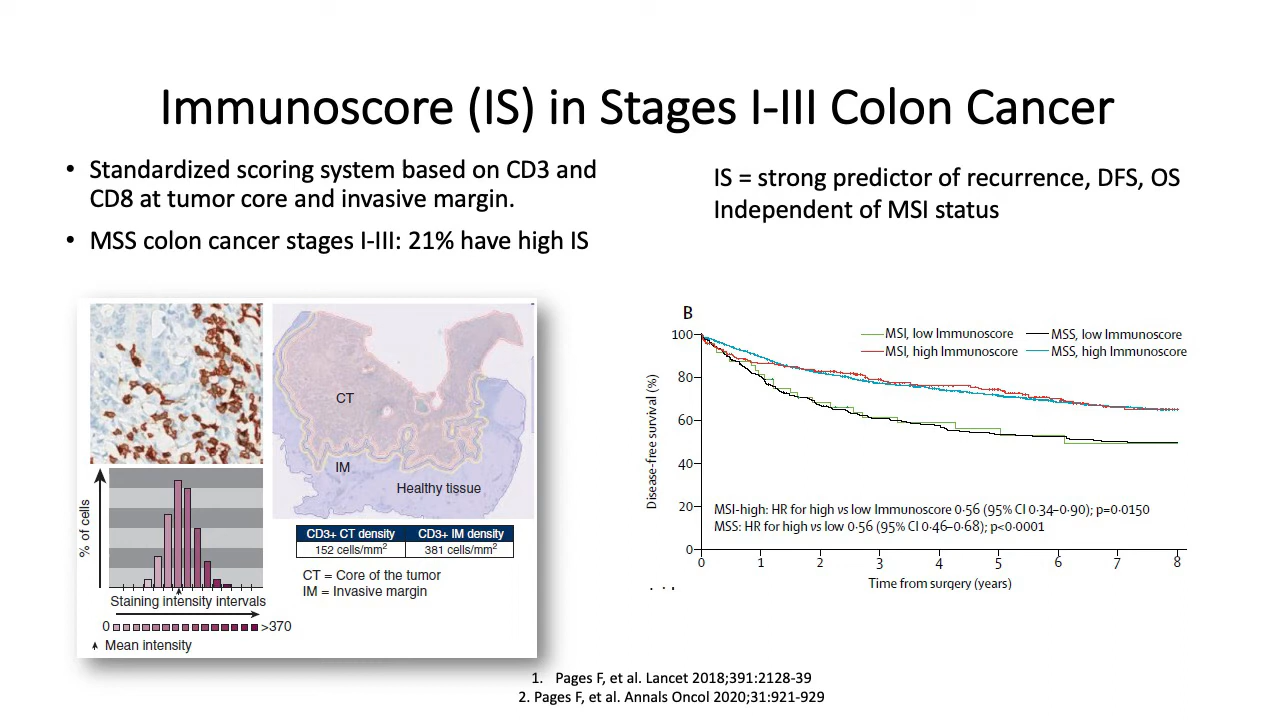 Immunoscore (IS) in Stages I-III Colon Cancer
• Standardized scoring system based on CD3 and
CD8 at tumor core and invasive margin.
• MSS colon cancer stages I-III: 21% have high IS
IS = strong predictor of recurrence, DFS, OS
Independent of MSI status
CT
IM
Healthy tissue
% of cells
Staining intensity intervals
0 >370
Mean intensity
CD3+ CT density CD3+ IM density
152 cells/mm² 381 cells/mm²
CT = Core of the tumor
IM = Invasive margin
B
MSI, low Immunoscore MSS, low Immunoscore
MSI, high Immunoscore MSS, high Immunoscore
Disease-free survival (%)
100
80
60
40
20
0
MSI-high: HR for high vs low Immunoscore 0·56 (95% CI 0·34–0·90); p=0·0150
MSS: HR for high vs low 0·56 (95% CI 0·46–0·68); p<0·0001
0 1 2 3 4 5 6 7 8
Time from surgery (years)
1. Pages F, et al. Lancet 2018;391:2128-39
2. Pages F, et al. Annals Oncol 2020;31:921-929